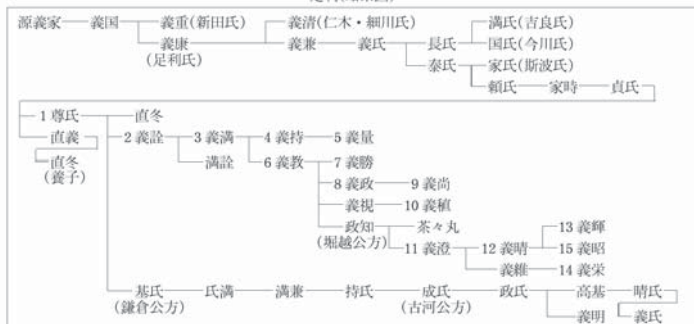 源義家 義国 義重(新田氏) 義清(仁木・細川氏) 満氏(吉良氏)
義康 義兼 義氏 長氏 国氏(今川氏)
(足利氏) 泰氏 家氏(斯波氏)
頼氏 家時 貞氏
1 尊氏 直冬
直義 2 義詮 3 義満 4 義持 5 義量
直冬 満詮 6 義教 7 義勝
(養子) 8 義政 9 義尚
義視 10 義稙
政知 茶々丸 13 義輝
(堀越公方) 11 義澄 12 義晴 15 義昭
義維 14 義栄
基氏 氏満 満兼 持氏 成氏 政氏 高基 晴氏
(鎌倉公方) (古河公方) 義明 義氏